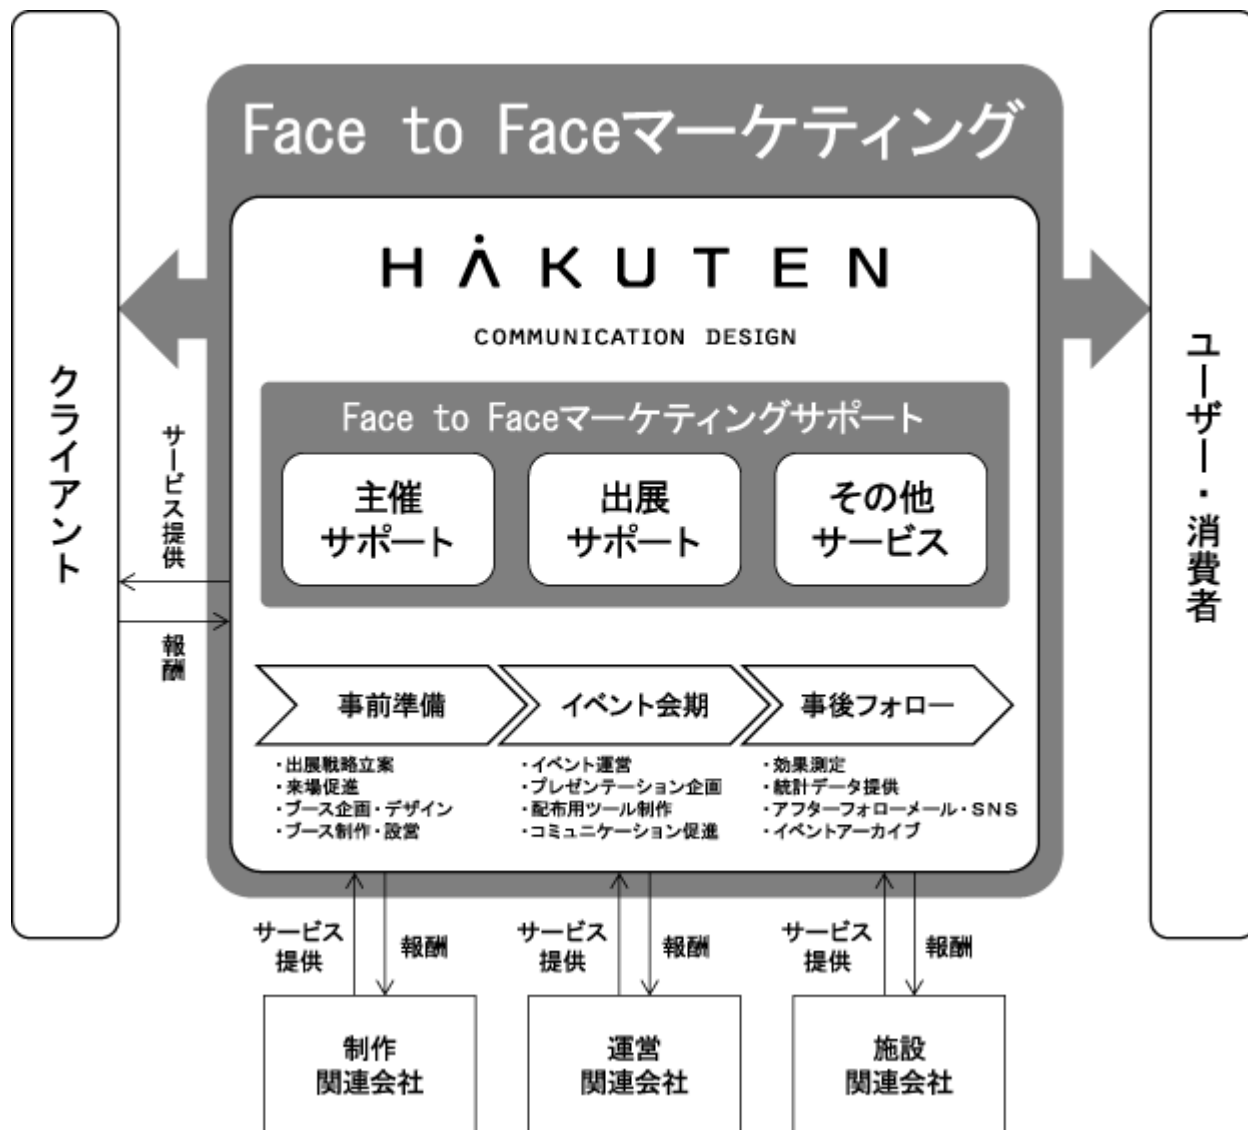 Face to Faceマーケティング
HAKUTEN
COMMUNICATION DESIGN
クライアント
サービス提供
報酬
Face to Faceマーケティングサポート
主催
サポート
出展
サポート
その他
サービス
ユーザー・消費者
事前準備
・出展戦略立案
・来場促進
・ブース企画・デザイン
・ブース制作・設営
イベント会期
・イベント運営
・プレゼンテーション企画
・配布用ツール制作
・コミュニケーション促進
事後フォロー
・効果測定
・統計データ提供
・アフターフォローメール・SNS
・イベントアーカイブ
サービス
提供
報酬
サービス
提供
報酬
サービス
提供
報酬
制作
関連会社
運営
関連会社
施設
関連会社